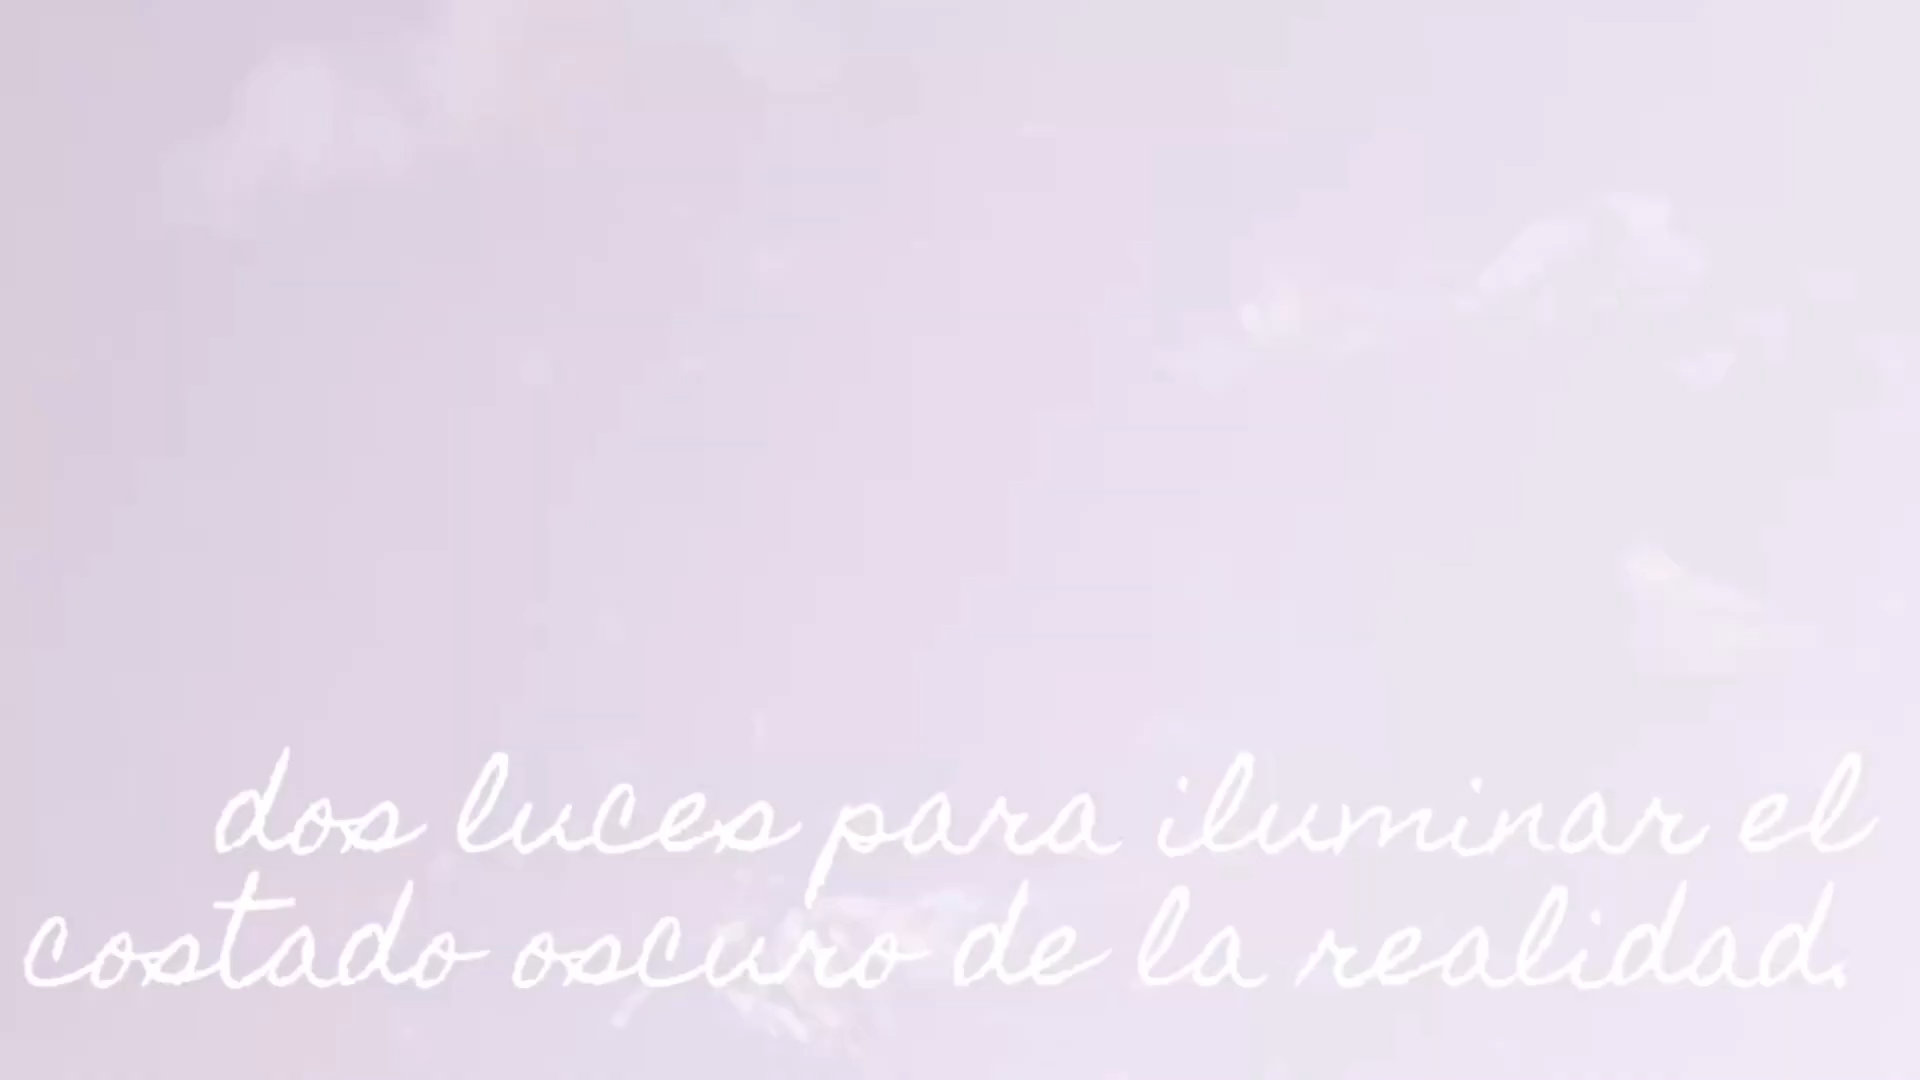 dos luces para iluminar el
costado oscuro de la realidad.